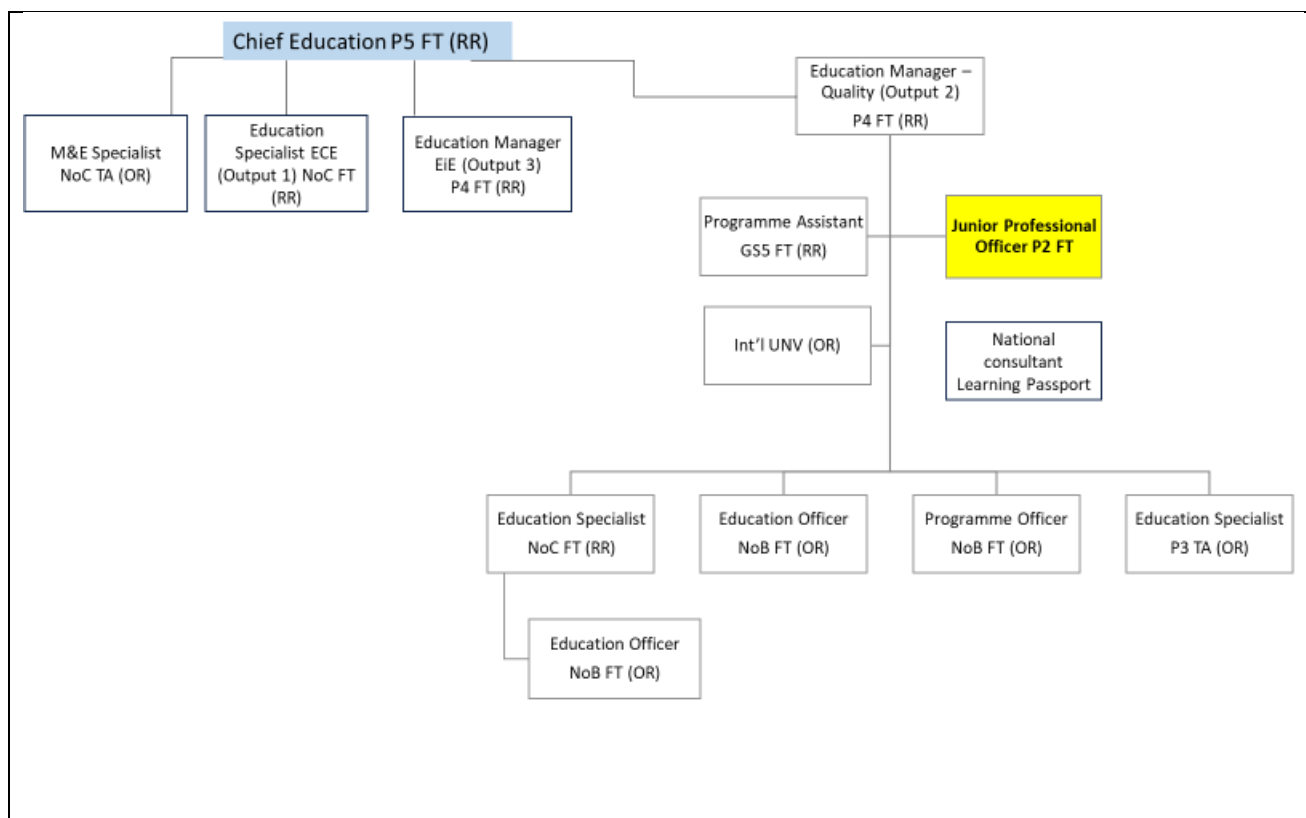 Chief Education P5 FT (RR)
Education Manager –
Quality (Output 2)
P4 FT (RR)
M&E Specialist
NoC TA (OR)
Education
Specialist ECE
(Output 1) NoC FT
(RR)
Education Manager
EiE (Output 3)
P4 FT (RR)
Programme Assistant
GS5 FT (RR)
Junior Professional
Officer P2 FT
Int'l UNV (OR)
National
consultant
Learning Passport
Education Specialist
NoC FT (RR)
Education Officer
NoB FT (OR)
Programme Officer
NoB FT (OR)
Education Specialist
P3 TA (OR)
Education Officer
NoB FT (OR)